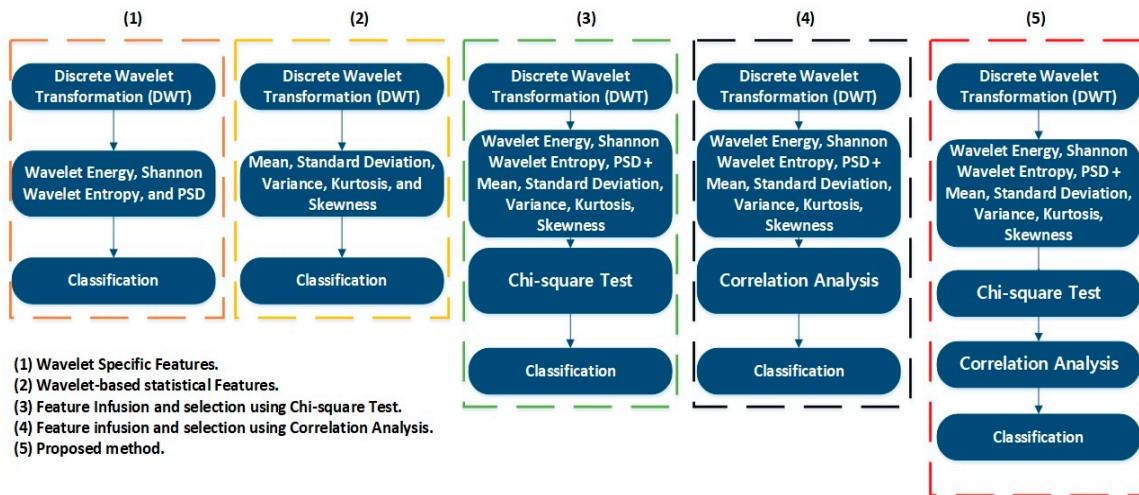 (1)
Discrete Wavelet
Transformation (DWT)
Wavelet Energy, Shannon
Wavelet Entropy, and PSD
Classification
(2)
Discrete Wavelet
Transformation (DWT)
Mean, Standard Deviation,
Variance, Kurtosis, and
Skewness
Classification
(3)
Discrete Wavelet
Transformation (DWT)
Wavelet Energy, Shannon
Wavelet Entropy, PSD +
Mean, Standard Deviation,
Variance, Kurtosis,
Skewness
Chi-square Test
Classification
(4)
Discrete Wavelet
Transformation (DWT)
Wavelet Energy, Shannon
Wavelet Entropy, PSD +
Mean, Standard Deviation,
Variance, Kurtosis,
Skewness
Correlation Analysis
Classification
(5)
Discrete Wavelet
Transformation (DWT)
Wavelet Energy, Shannon
Wavelet Entropy, PSD +
Mean, Standard Deviation,
Variance, Kurtosis,
Skewness
Chi-square Test
Correlation Analysis
Classification
(1) Wavelet Specific Features.
(2) Wavelet-based statistical Features.
(3) Feature Infusion and selection using Chi-square Test.
(4) Feature infusion and selection using Correlation Analysis.
(5) Proposed method.